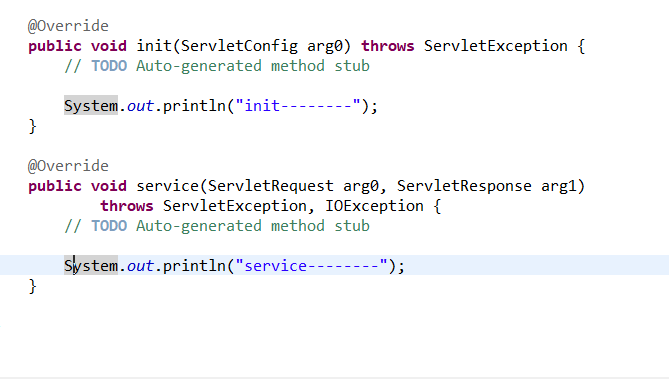 @Override
public void init(ServletConfig arg0) throws ServletException {
// TODO Auto-generated method stub
System.out.println("init--------");
}
@Override
public void service(ServletRequest arg0, ServletResponse arg1)
throws ServletException, IOException {
// TODO Auto-generated method stub
System.out.println("service--------");
}